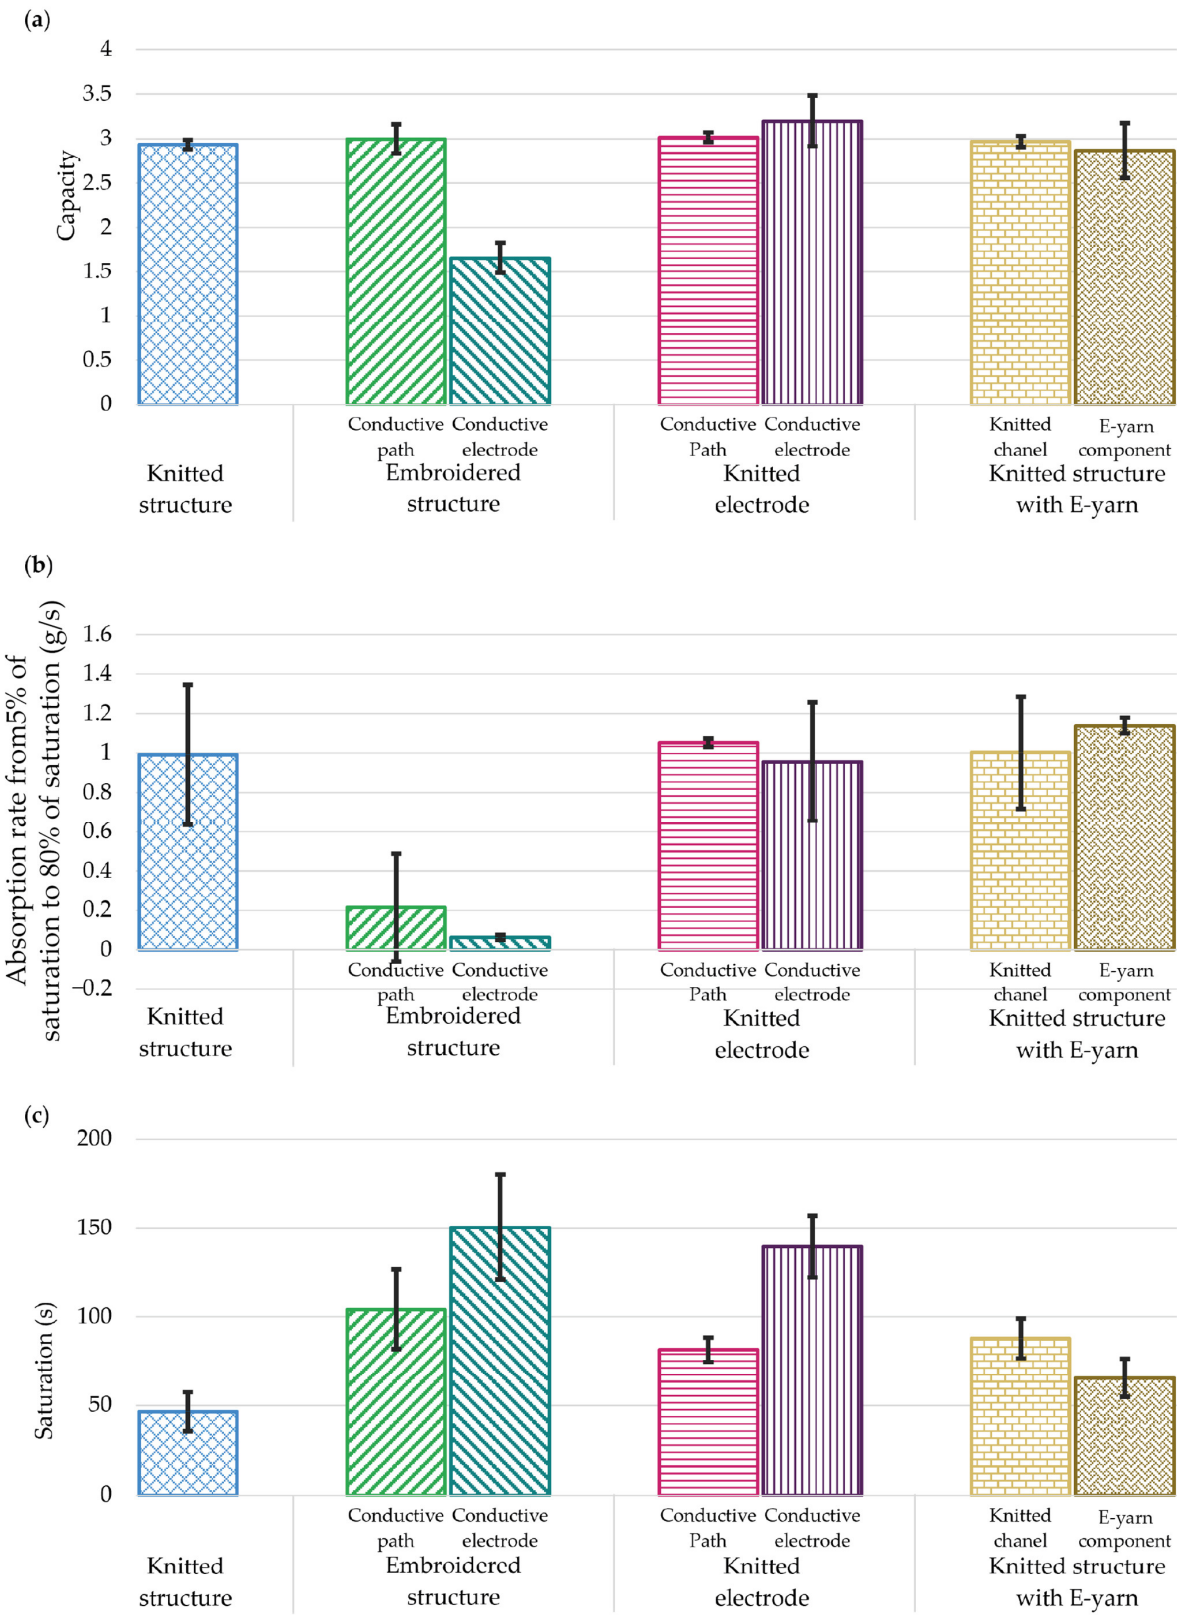 (a)
4
3.5
3
2.5
2
1.5
1
0.5
0
Capacity
Conductive path
Conductive electrode
Conductive Path
Conductive electrode
Knitted chanel
E-yarn component
Knitted structure
Embroidered structure
Knitted electrode
Knitted structure with E-yarn
(b)
1.6
1.4
1.2
1
0.8
0.6
0.4
0.2
0
−0.2
Absorption rate from5% of
saturation to 80% of saturation (g/s)
Conductive path
Conductive electrode
Conductive Path
Conductive electrode
Knitted chanel
E-yarn component
Knitted structure
Embroidered structure
Knitted electrode
Knitted structure with E-yarn
(c)
200
150
100
50
0
Saturation (s)
Conductive path
Conductive electrode
Conductive Path
Conductive electrode
Knitted chanel
E-yarn component
Knitted structure
Embroidered structure
Knitted electrode
Knitted structure with E-yarn